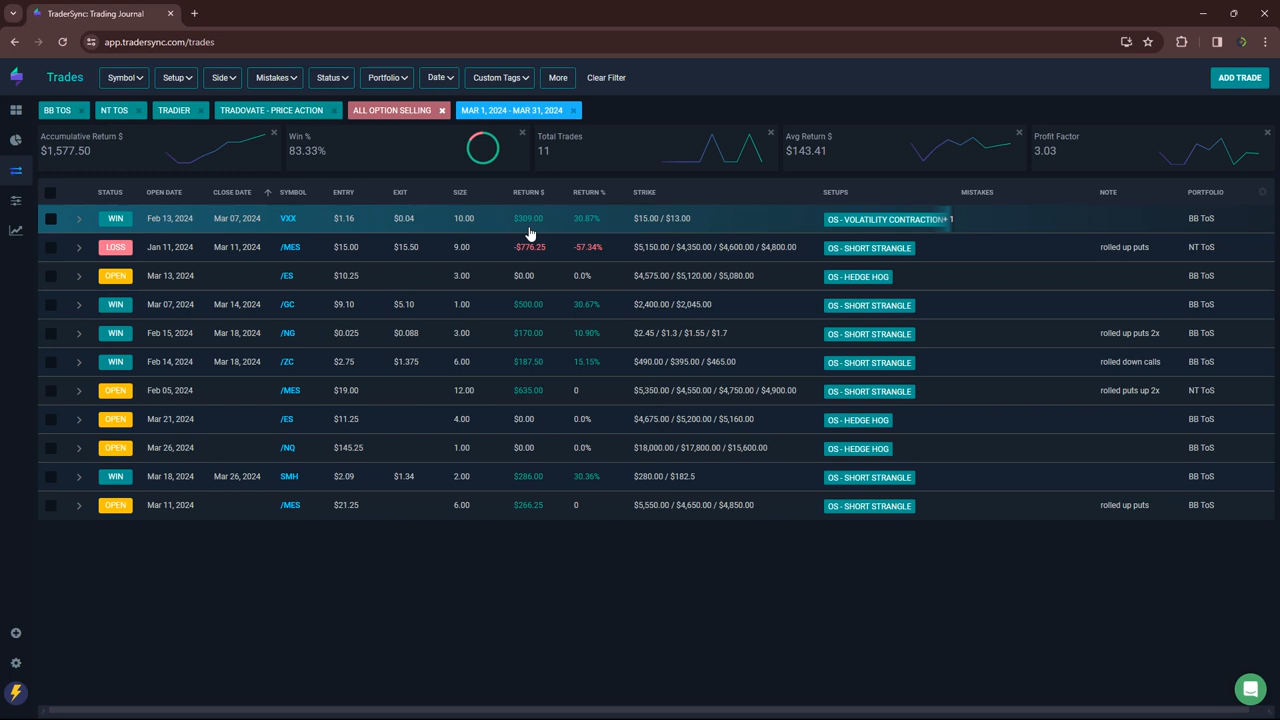 TraderSync: Trading Journal
app.tradersync.com/trades
Trades Symbol Setup Side Mistakes Status Portfolio Date Custom Tags More Clear Filter ADD TRADE
BB TOS × NT TOS × TRADIER × TRADOVATE - PRICE ACTION × ALL OPTION SELLING × MAR 1, 2024 - MAR 31, 2024 ×
Accumulative Return $ Win % Total Trades Avg Return $ Profit Factor
$1,577.50 83.33% 11 $143.41 3.03
STATUS OPEN DATE CLOSE DATE SYMBOL ENTRY EXIT SIZE RETURN $ RETURN % STRIKE SETUPS MISTAKES NOTE PORTFOLIO
WIN Feb 13, 2024 Mar 07, 2024 VXX $1.16 $0.04 10.00 $309.00 30.87% $15.00 / $13.00 OS - VOLATILITY CONTRACTION+ 1 BB ToS
LOSS Jan 11, 2024 Mar 11, 2024 /MES $15.00 $15.50 9.00 -$776.25 -57.34% $5,150.00 / $4,350.00 / $4,600.00 / $4,800.00 OS - SHORT STRANGLE rolled up puts NT ToS
OPEN Mar 13, 2024 /ES $10.25 3.00 $0.00 0.0% $4,575.00 / $5,120.00 / $5,080.00 OS - HEDGE HOG BB ToS
WIN Mar 07, 2024 Mar 14, 2024 /GC $9.10 $5.10 1.00 $500.00 30.67% $2,400.00 / $2,045.00 OS - SHORT STRANGLE BB ToS
WIN Feb 15, 2024 Mar 18, 2024 /NG $0.025 $0.088 3.00 $170.00 10.90% $2.45 / $1.3 / $1.55 / $1.7 OS - SHORT STRANGLE rolled up puts 2x BB ToS
WIN Feb 14, 2024 Mar 18, 2024 /ZC $2.75 $1.375 6.00 $187.50 15.15% $490.00 / $395.00 / $465.00 OS - SHORT STRANGLE rolled down calls BB ToS
OPEN Feb 05, 2024 /MES $19.00 12.00 $635.00 0 $5,350.00 / $4,550.00 / $4,750.00 / $4,900.00 OS - SHORT STRANGLE rolled puts up 2x NT ToS
OPEN Mar 21, 2024 /ES $11.25 4.00 $0.00 0.0% $4,675.00 / $5,200.00 / $5,160.00 OS - HEDGE HOG BB ToS
OPEN Mar 26, 2024 /NQ $145.25 1.00 $0.00 0.0% $18,000.00 / $17,800.00 / $15,600.00 OS - HEDGE HOG BB ToS
WIN Mar 18, 2024 Mar 26, 2024 SMH $2.09 $1.34 2.00 $286.00 30.36% $280.00 / $182.5 OS - SHORT STRANGLE BB ToS
OPEN Mar 11, 2024 /MES $21.25 6.00 $266.25 0 $5,550.00 / $4,650.00 / $4,850.00 OS - SHORT STRANGLE rolled up puts BB ToS